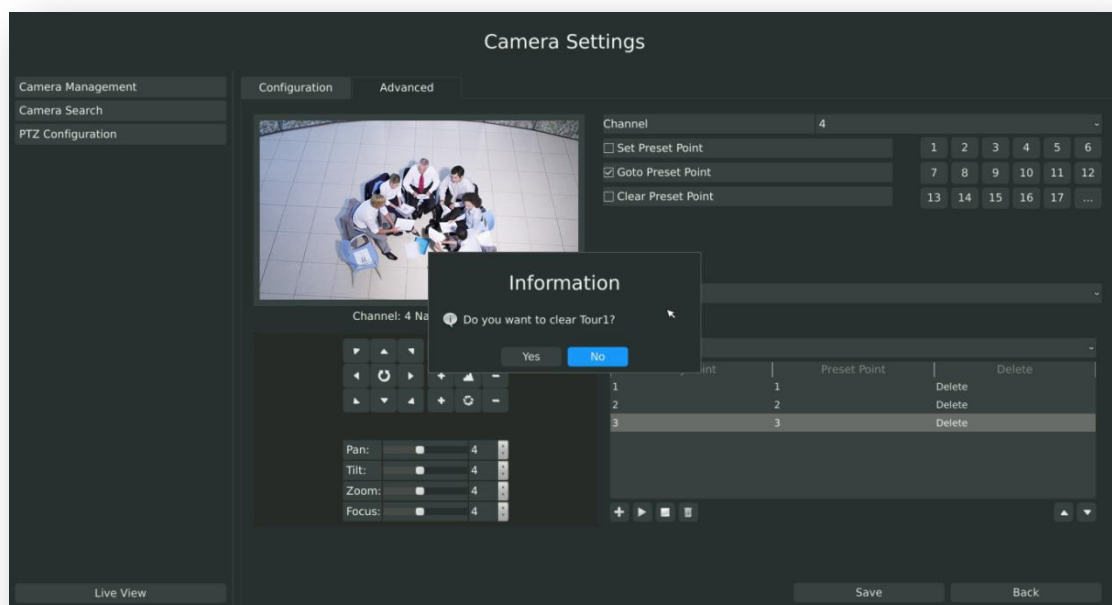 Camera Settings
Camera Management
Camera Search
PTZ Configuration
Configuration Advanced
Channel 4
Set Preset Point 1 2 3 4 5 6
Goto Preset Point 7 8 9 10 11 12
Clear Preset Point 13 14 15 16 17 ...
Channel: 4 Na
Information
Do you want to clear Tour1?
Yes No
Preset Point Delete
1 1 Delete
2 2 Delete
3 3 Delete
Pan: 4
Tilt: 4
Zoom: 4
Focus: 4
Live View Save Back